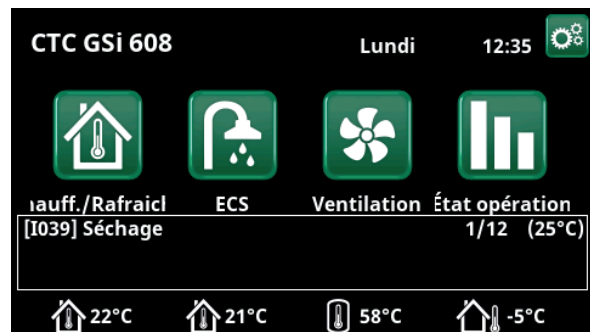 CTC GSi 608 Lundi 12:35
hauff./Rafraicl ECS Ventilation État opération
[I039] Séchage 1/12 (25°C)
22°C 21°C 58°C -5°C